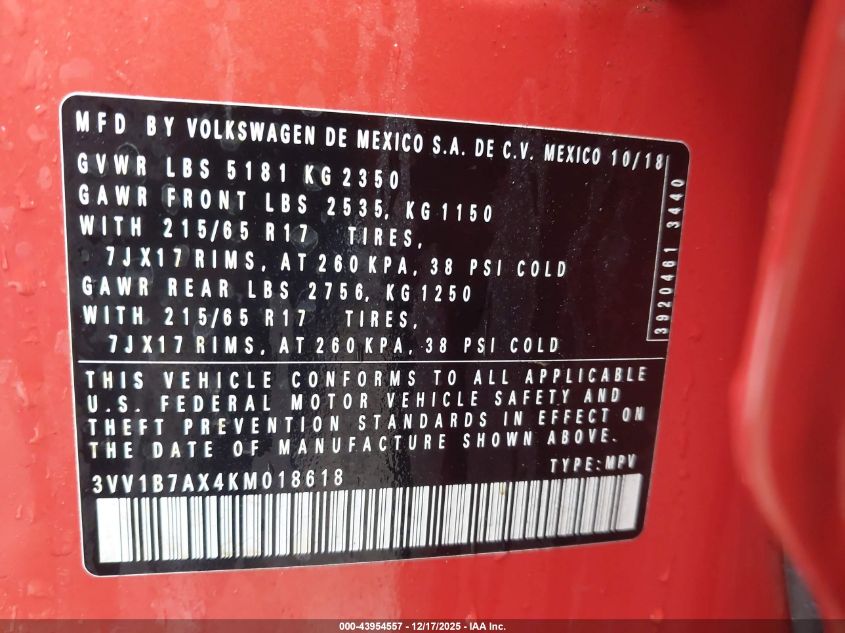 MFD BY VOLKSWAGEN DE MEXICO S.A. DE C.V. MEXICO 10/18
GVWR LBS 5181 KG 2350
GAWR FRONT LBS 2535, KG 1150
WITH 215/65 R17 TIRES,
7JX17 RIMS, AT 260 KPA, 38 PSI COLD
GAWR REAR LBS 2756, KG 1250
WITH 215/65 R17 TIRES,
7JX17 RIMS, AT 260 KPA, 38 PSI COLD
3920461 3440
THIS VEHICLE CONFORMS TO ALL APPLICABLE
U.S. FEDERAL MOTOR VEHICLE SAFETY AND
THEFT PREVENTION STANDARDS IN EFFECT ON
THE DATE OF MANUFACTURE SHOWN ABOVE.
3VV1B7AX4KM018618 TYPE: MPV
000-43954557 - 12/17/2025 - IAA Inc.